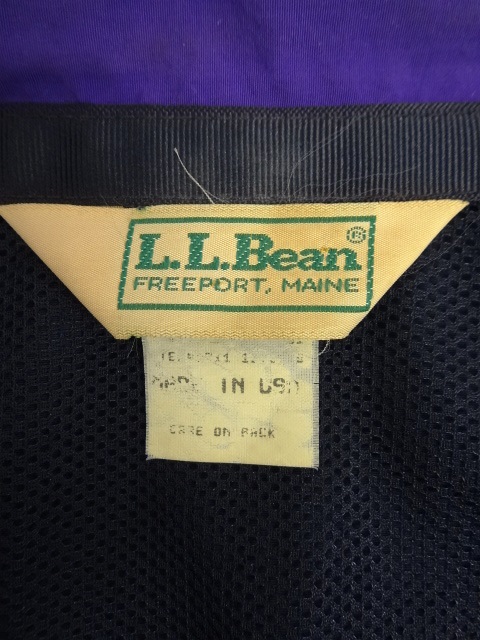 L.L.Bean®
FREEPORT, MAINE
MADE IN USA
CARE ON BACK